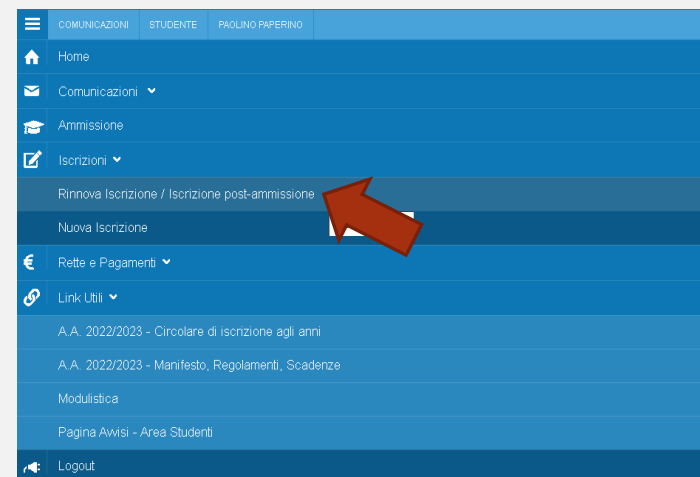 COMUNICAZIONI STUDENTE PAOLINO PAPERINO
Home
Comunicazioni
Ammissione
Iscrizioni
Rinnova Iscrizione / Iscrizione post-ammissione
Nuova Iscrizione
€ Rette e Pagamenti
Link Utili
A.A. 2022/2023 - Circolare di iscrizione agli anni
A.A. 2022/2023 - Manifesto, Regolamenti, Scadenze
Modulistica
Pagina Avvisi - Area Studenti
Logout